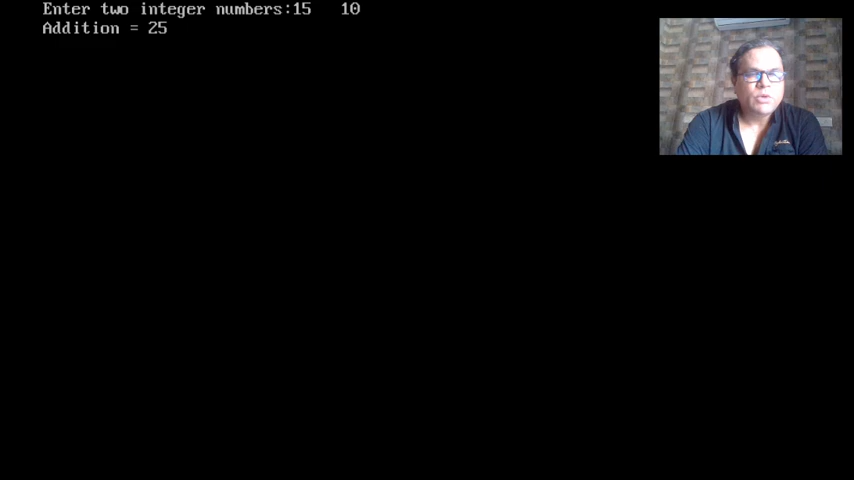 Enter two integer numbers:15   10
Addition = 25